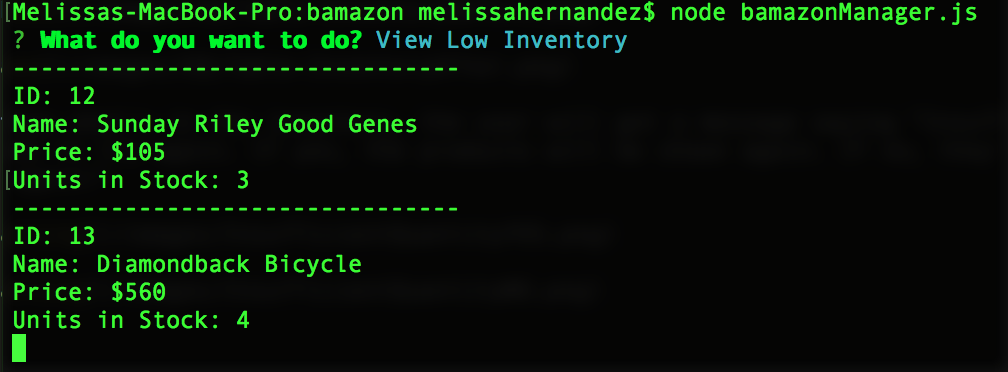 [Melissas-MacBook-Pro:bamazon melissahernandez$ node bamazonManager.js
? What do you want to do? View Low Inventory
--------------------------------
ID: 12
Name: Sunday Riley Good Genes
Price: $105
[Units in Stock: 3
--------------------------------
ID: 13
Name: Diamondback Bicycle
Price: $560
Units in Stock: 4